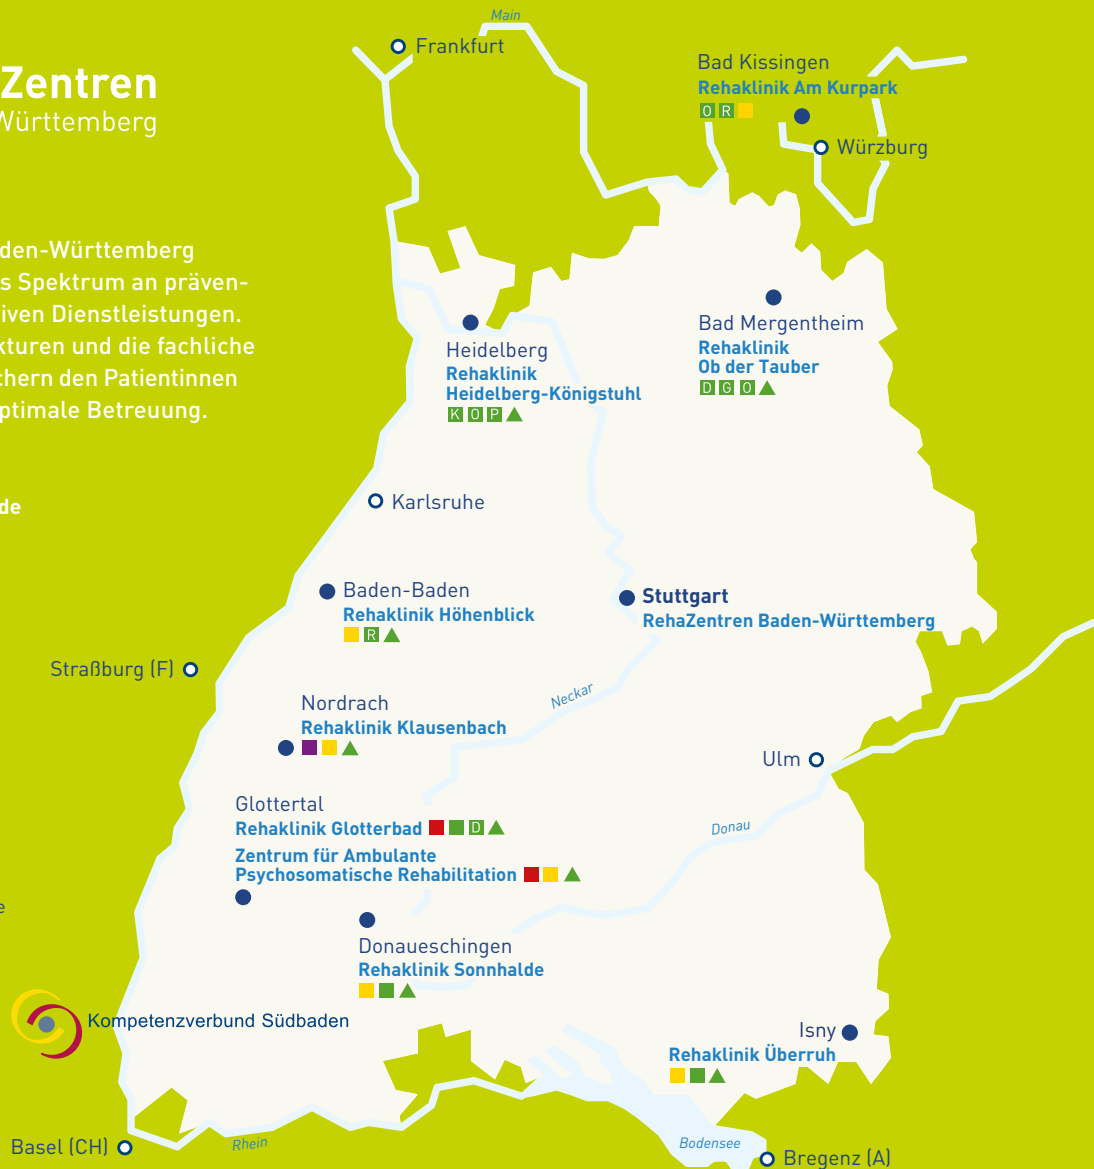 Main
Frankfurt
Zentren
Württemberg
Bad Kissingen
Rehaklinik Am Kurpark
O R
Würzburg
den-Württemberg
s Spektrum an präven-
iven Dienstleistungen.
kturen und die fachliche
chern den Patientinnen
ptimale Betreuung.
de
Heidelberg
Rehaklinik
Heidelberg-Königstuhl
K O P
Bad Mergentheim
Rehaklinik
Ob der Tauber
D G O
Karlsruhe
Baden-Baden
Rehaklinik Höhenblick
R
Stuttgart
RehaZentren Baden-Württemberg
Straßburg (F)
Nordrach
Rehaklinik Klausenbach
Neckar
Ulm
Glottertal
Rehaklinik Glotterbad D
Zentrum für Ambulante
Psychosomatische Rehabilitation
Donau
e
Donaueschingen
Rehaklinik Sonnhalde
Kompetenzverbund Südbaden
Isny
Rehaklinik Überruh
Basel (CH)
Rhein
Bodensee
Bregenz (A)